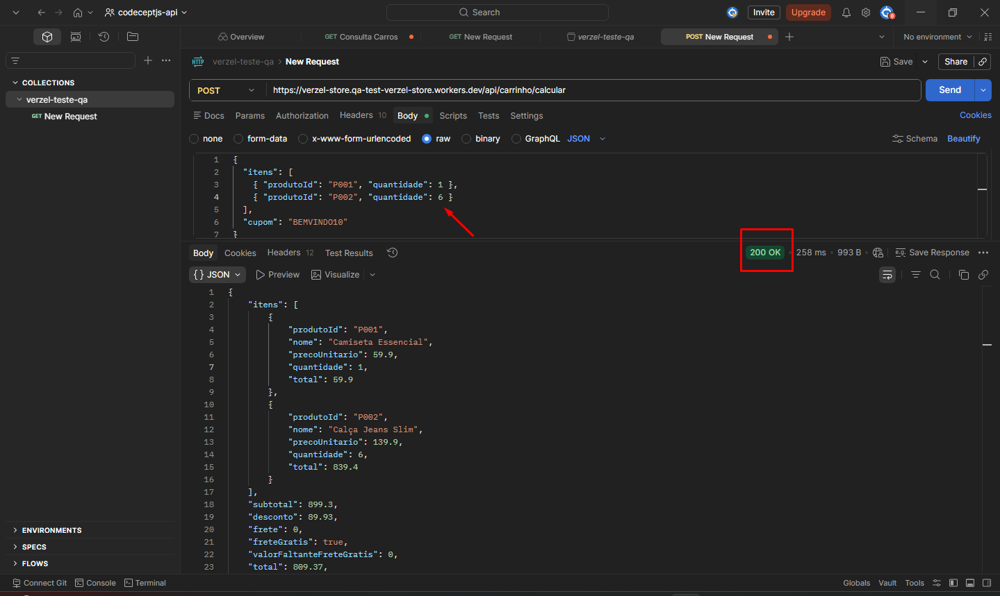 codeceptjs-api
Search
Invite
Upgrade
Overview
GET Consulta Carros
GET New Request
verzel-teste-qa
POST New Request
No environment
HTTP verzel-teste-qa > New Request
Save
Share
COLLECTIONS
verzel-teste-qa
GET New Request
POST
https://verzel-store.qa-test-verzel-store.workers.dev/api/carrinho/calcular
Send
Docs Params Authorization Headers 10 Body Scripts Tests Settings
Cookies
none form-data x-www-form-urlencoded raw binary GraphQL JSON
Schema Beautify
1 {
2 "itens": [
3 { "produtoId": "P001", "quantidade": 1 },
4 { "produtoId": "P002", "quantidade": 6 }
5 ],
6 "cupom": "BEMVINDO10"
7 }
Body Cookies Headers 12 Test Results
200 OK • 258 ms • 993 B
e.g. Save Response
{} JSON Preview Visualize
1 {
2 "itens": [
3 {
4 "produtoId": "P001",
5 "nome": "Camiseta Essencial",
6 "precoUnitario": 59.9,
7 "quantidade": 1,
8 "total": 59.9
9 },
10 {
11 "produtoId": "P002",
12 "nome": "Calça Jeans Slim",
13 "precoUnitario": 139.9,
14 "quantidade": 6,
15 "total": 839.4
16 }
17 ],
18 "subtotal": 899.3,
19 "desconto": 89.93,
20 "frete": 0,
21 "freteGratis": true,
22 "valorFaltanteFreteGratis": 0,
23 "total": 809.37,
ENVIRONMENTS
SPECS
FLOWS
Connect Git Console Terminal
Globals Vault Tools